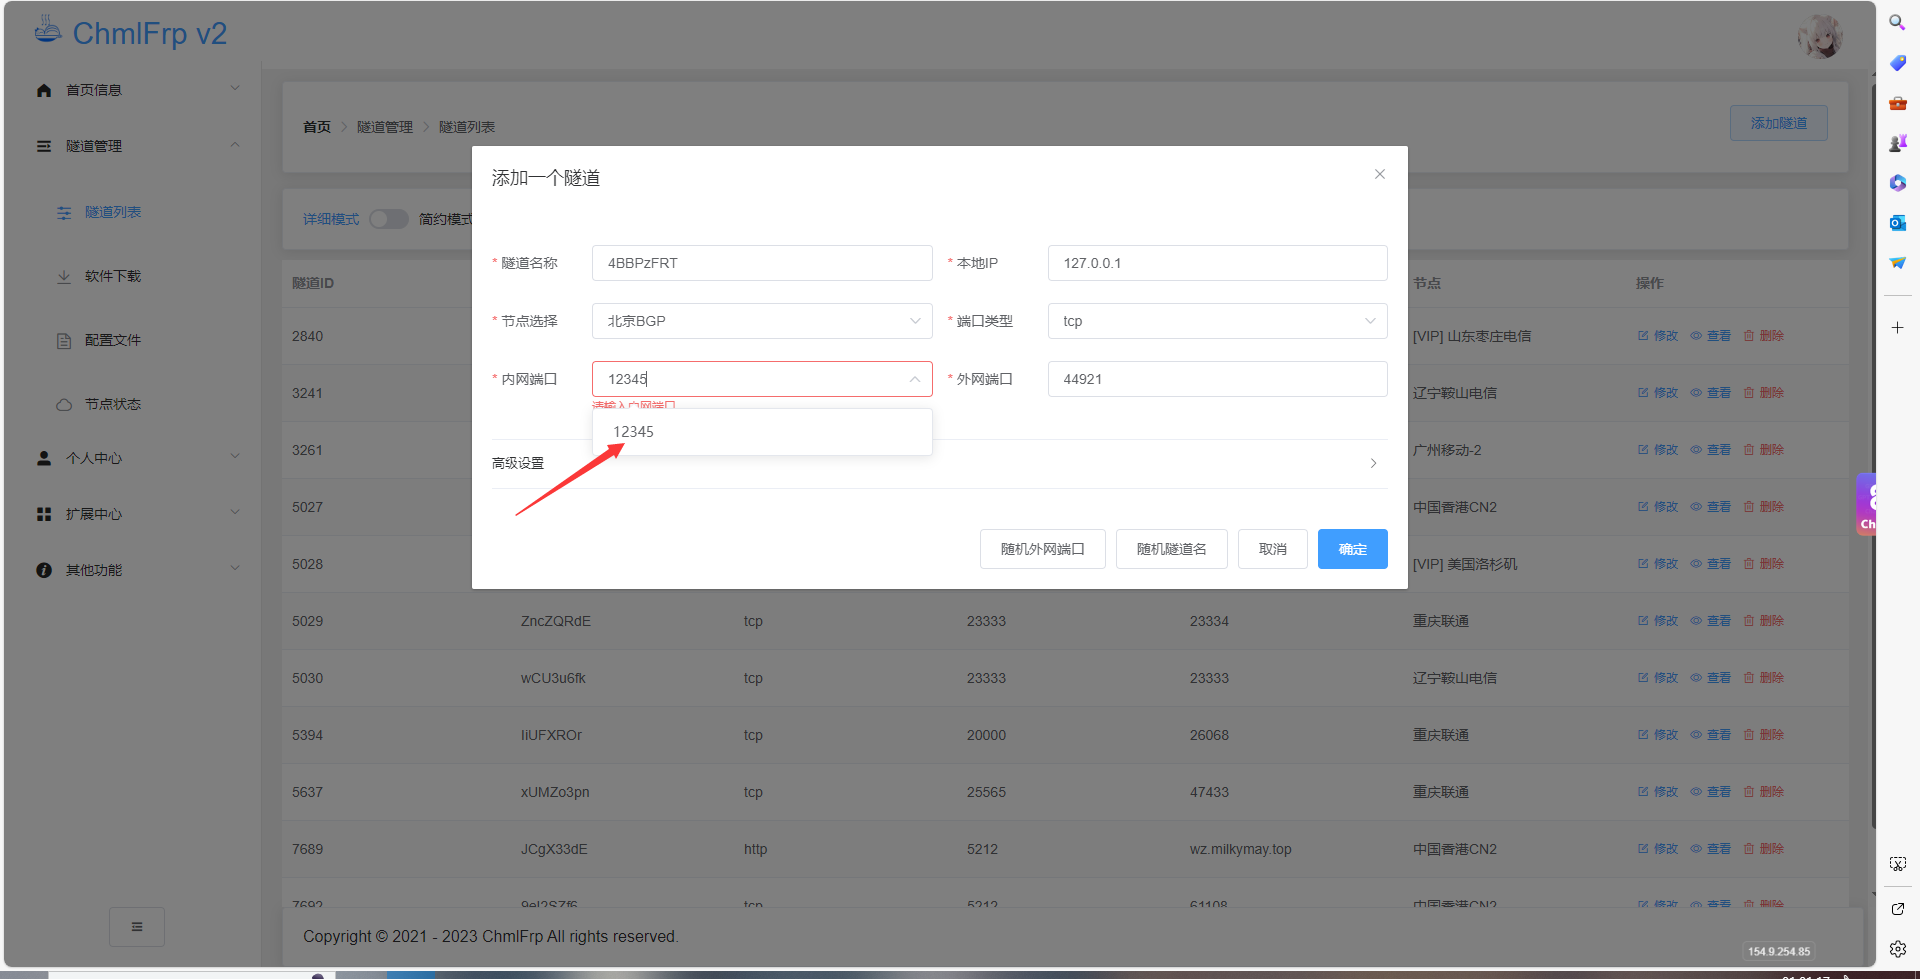 ChmlFrp v2
首页信息
隧道管理
隧道列表
软件下载
配置文件
节点状态
个人中心
扩展中心
其他功能
首页 隧道管理 隧道列表
添加隧道
详细模式 简约模式
隧道ID 节点 操作
2840 [VIP] 山东枣庄电信 修改 查看 删除
3241 辽宁鞍山电信 修改 查看 删除
3261 广州移动-2 修改 查看 删除
5027 中国香港CN2 修改 查看 删除
5028 [VIP] 美国洛杉矶 修改 查看 删除
5029 ZncZQRdE tcp 23333 23334 重庆联通 修改 查看 删除
5030 wCU3u6fk tcp 23333 23333 辽宁鞍山电信 修改 查看 删除
5394 IiUFXROr tcp 20000 26068 重庆联通 修改 查看 删除
5637 xUMZo3pn tcp 25565 47433 重庆联通 修改 查看 删除
7689 JCgX33dE http 5212 wz.milkymay.top 中国香港CN2 修改 查看 删除
7692 9eI2SZf6 tcp 5212 61108 中国香港CN2 修改 查看 删除
添加一个隧道
* 隧道名称 4BBPzFRT * 本地IP 127.0.0.1
* 节点选择 北京BGP * 端口类型 tcp
* 内网端口 12345 * 外网端口 44921
12345
高级设置
随机外网端口 随机隧道名 取消 确定
Copyright © 2021 - 2023 ChmlFrp All rights reserved.
154.9.254.85
Ch